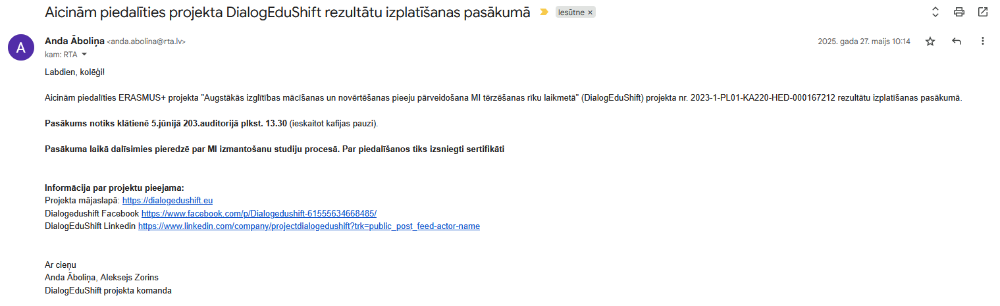 Aicinām piedalīties projekta DialogEduShift rezultātu izplatīšanas pasākumā Iesūtne ×
A
Anda Āboliņa <anda.abolina@rta.lv> 2025. gada 27. maijs 10:14
kam: RTA
Labdien, kolēģi!
Aicinām piedalīties ERASMUS+ projekta "Augstākās izglītības mācīšanas un novērtēšanas pieeju pārveidošana MI tērzēšanas rīku laikmetā" (DialogEduShift) projekta nr. 2023-1-PL01-KA220-HED-000167212 rezultātu izplatīšanas pasākumā.
Pasākums notiks klātienē 5.jūnijā 203.auditorijā plkst. 13.30 (ieskaitot kafijas pauzi).
Pasākuma laikā dalīsimies pieredzē par MI izmantošanu studiju procesā. Par piedalīšanos tiks izsniegti sertifikāti
Informācija par projektu pieejama:
Projekta mājaslapā: https://dialogedushift.eu
Dialogedushift Facebook https://www.facebook.com/p/Dialogedushift-61555634668485/
DialogEduShift Linkedin https://www.linkedin.com/company/projectdialogedushift?trk=public_post_feed-actor-name
Ar cieņu
Anda Āboliņa, Aleksejs Zorins
DialogEduShift projekta komanda